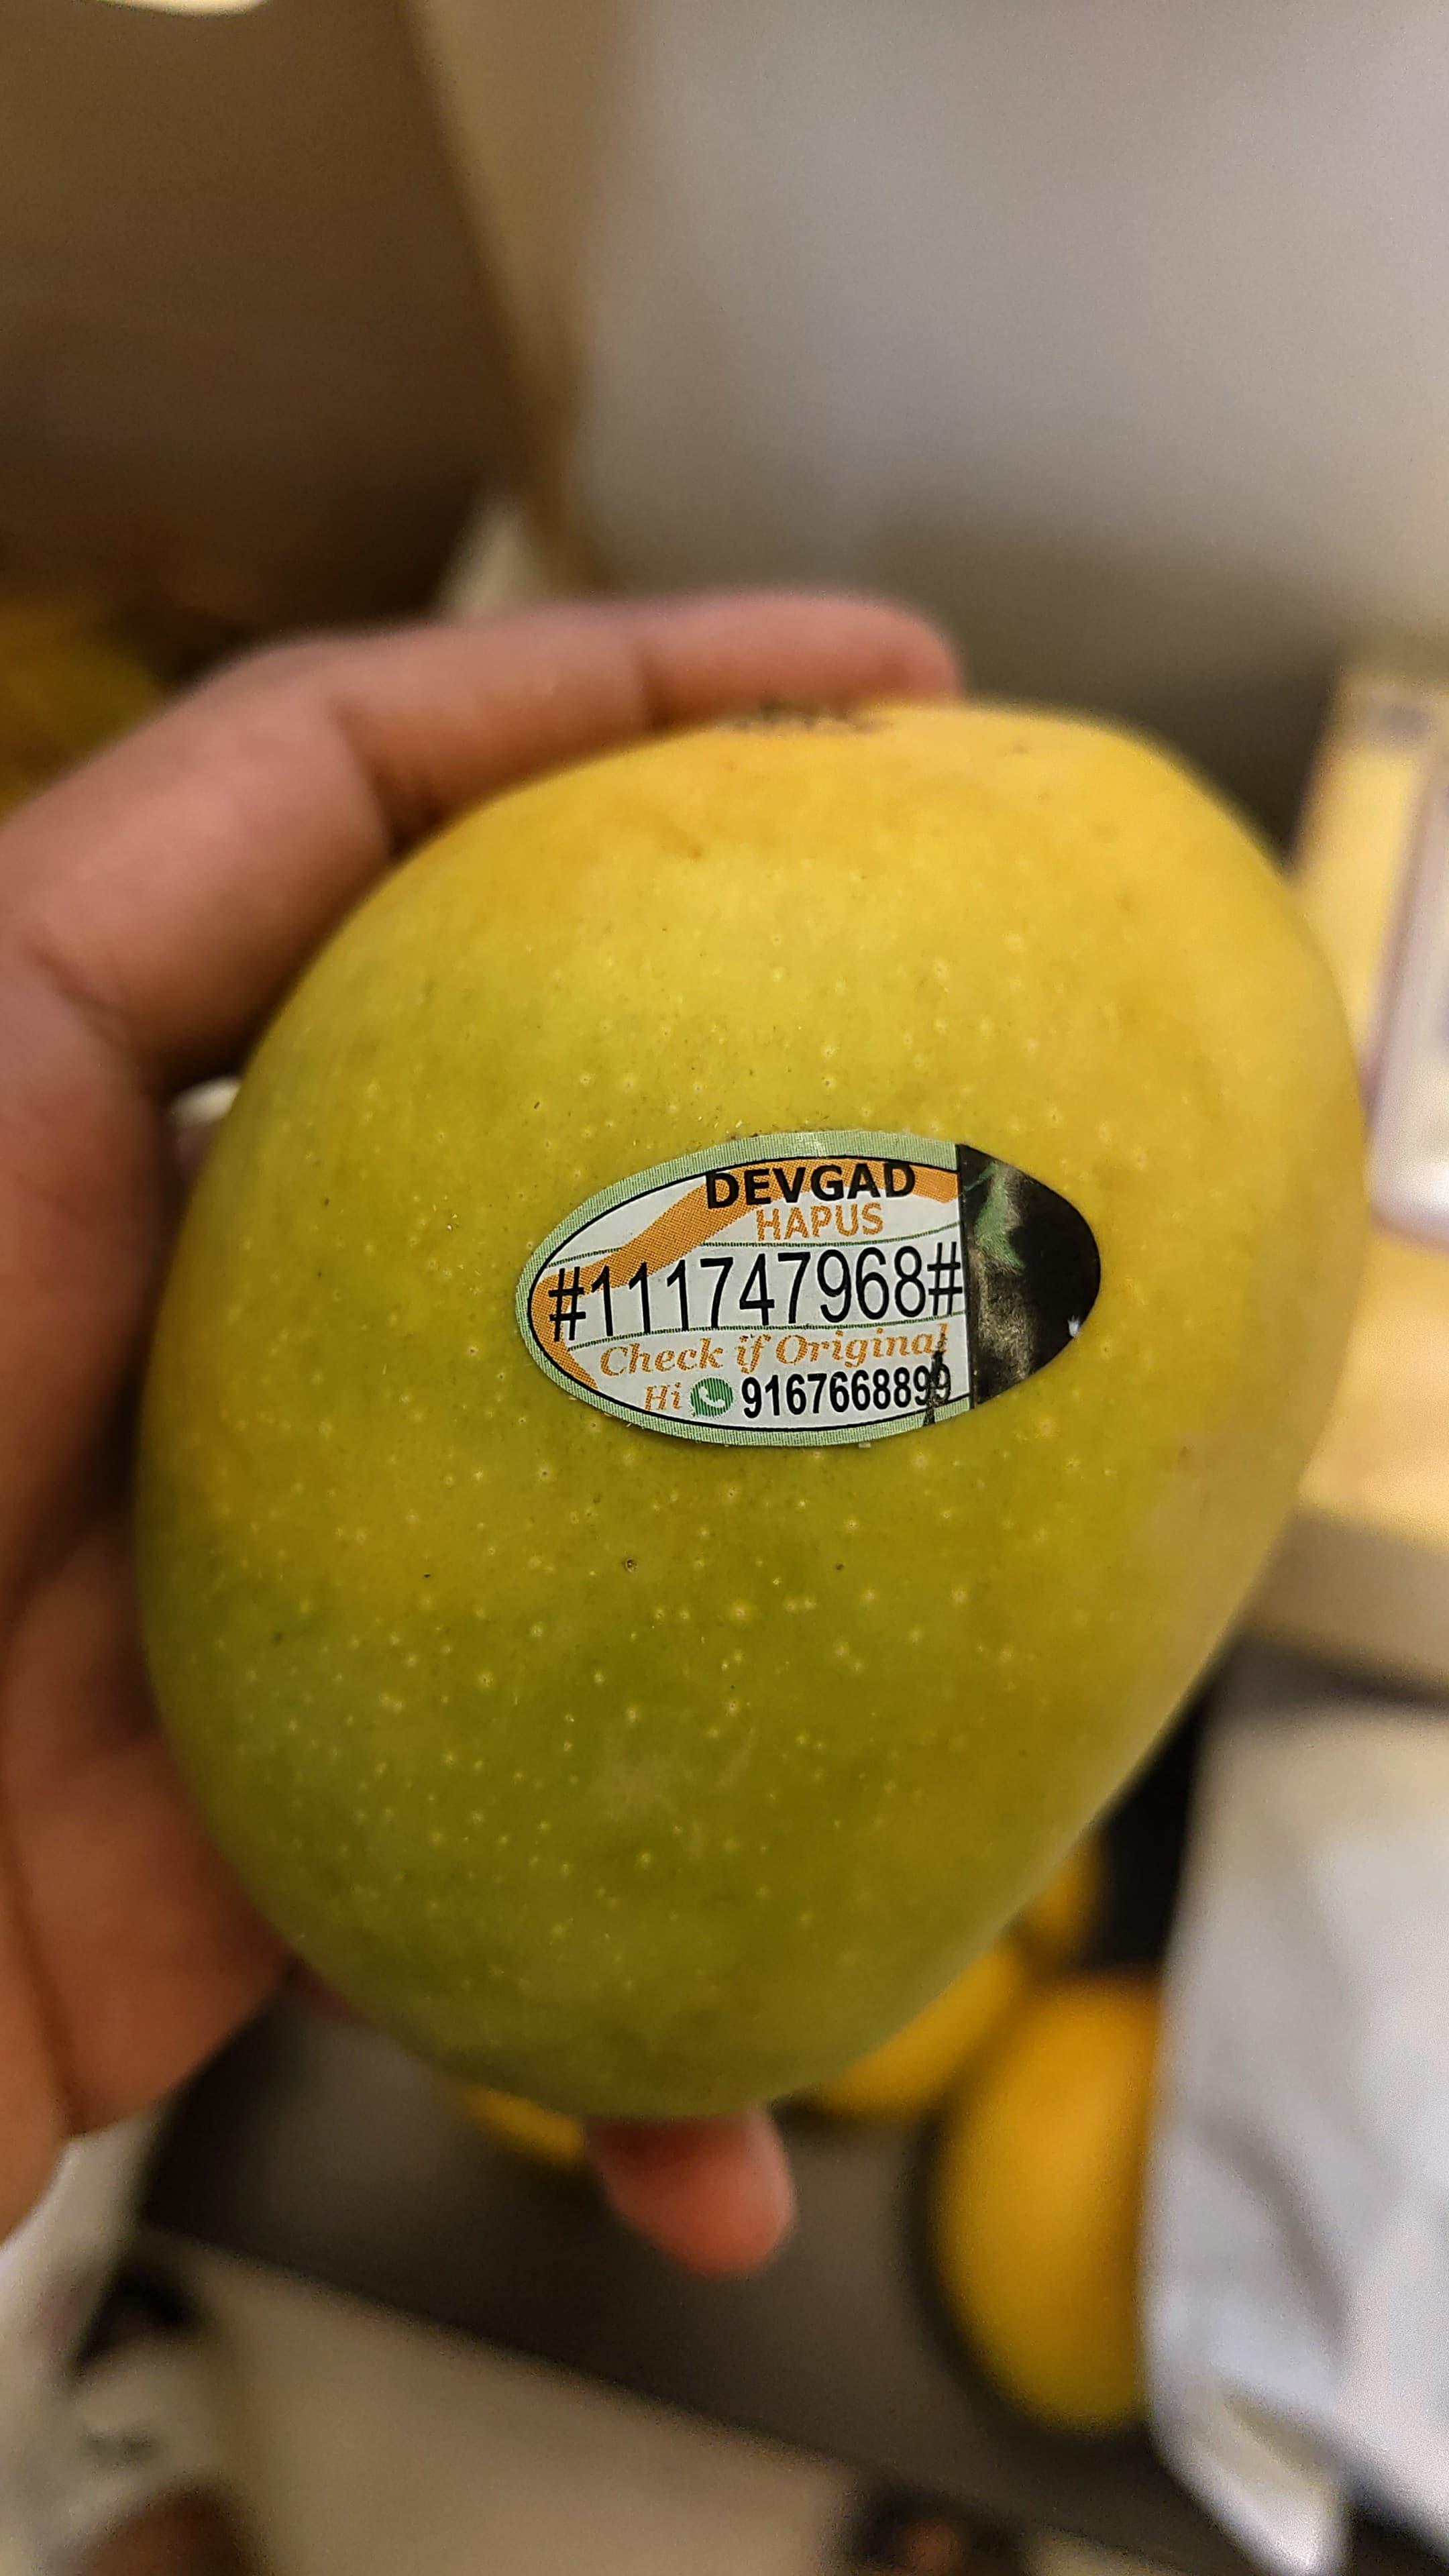 DEVGAD
HAPUS
#111747968#
Check if Original
Hi 9167668899